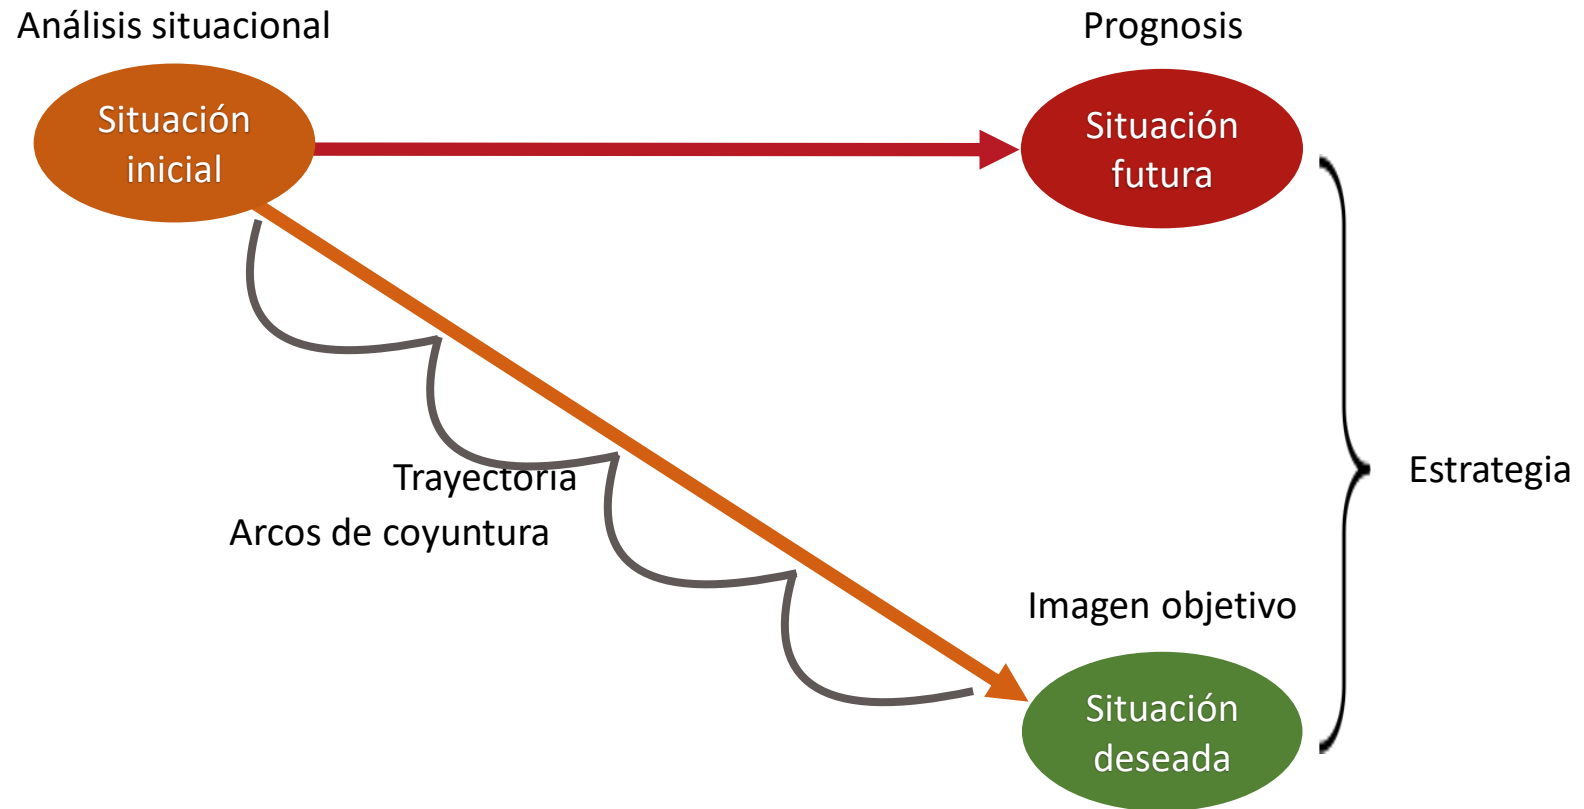 Análisis situacional
Prognosis
Situación
inicial
Situación
futura
Trayectoria
Arcos de coyuntura
Estrategia
Imagen objetivo
Situación
deseada